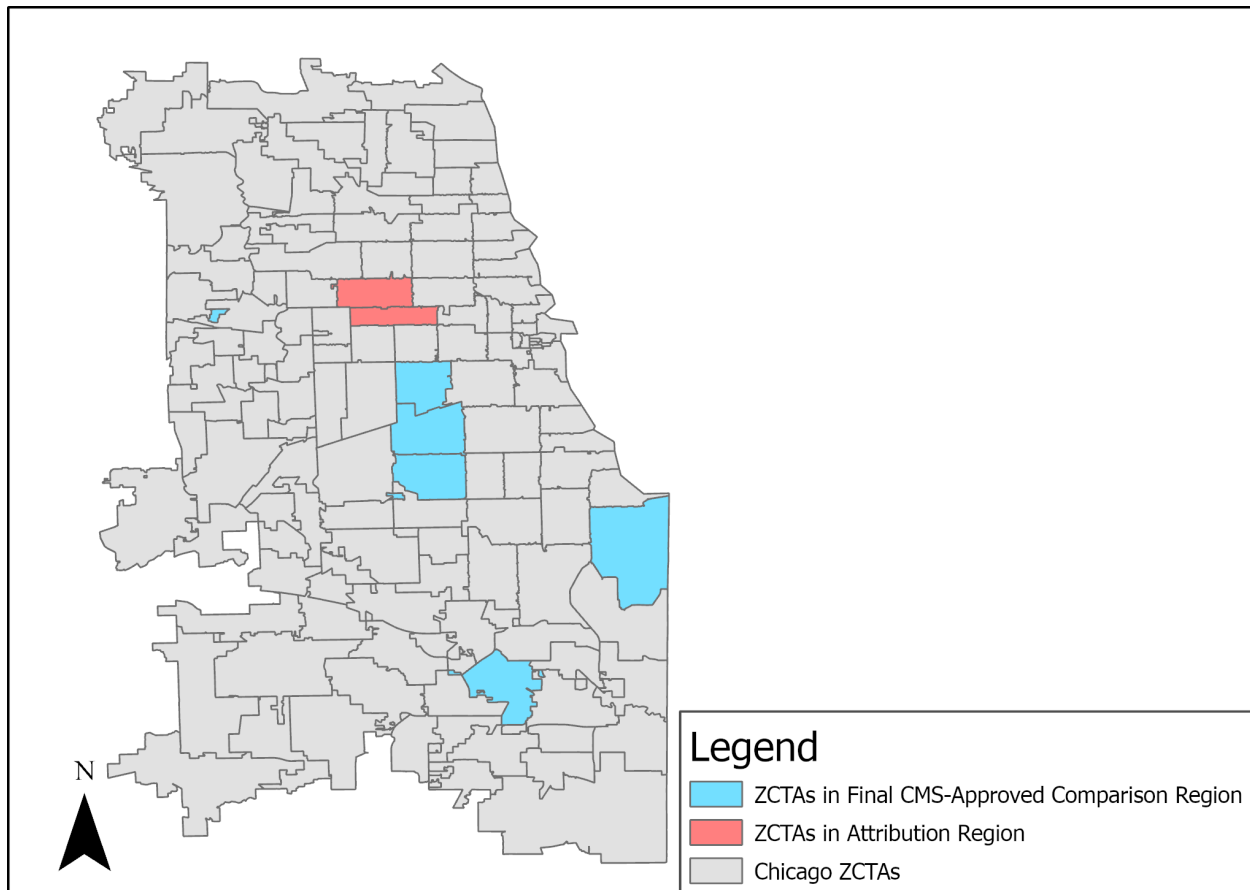 N
Legend
ZCTAs in Final CMS-Approved Comparison Region
ZCTAs in Attribution Region
Chicago ZCTAs